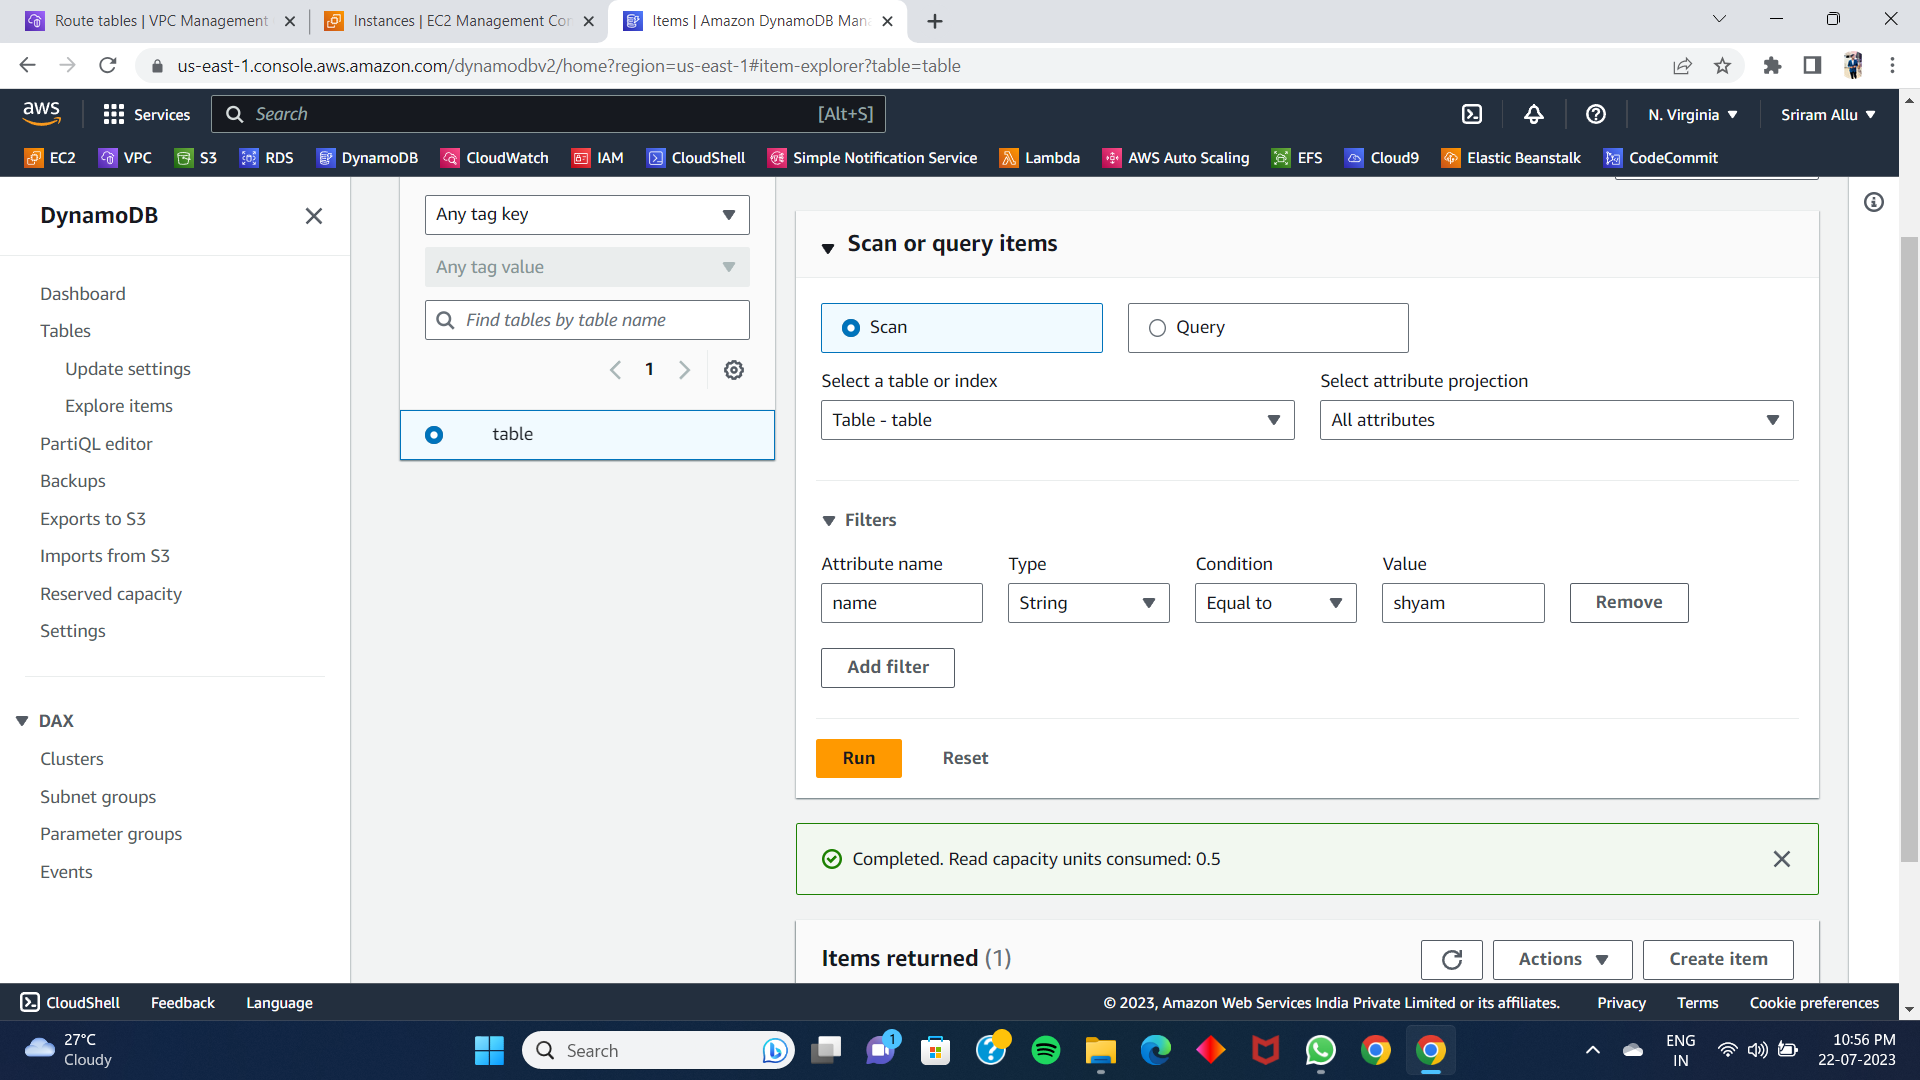 Route tables | VPC Management
Instances | EC2 Management Con
Items | Amazon DynamoDB Mana
us-east-1.console.aws.amazon.com/dynamodbv2/home?region=us-east-1#item-explorer?table=table
aws
Services
Search
[Alt+S]
N. Virginia
Sriram Allu
EC2
VPC
S3
RDS
DynamoDB
CloudWatch
IAM
CloudShell
Simple Notification Service
Lambda
AWS Auto Scaling
EFS
Cloud9
Elastic Beanstalk
CodeCommit
DynamoDB
Dashboard
Tables
Update settings
Explore items
PartiQL editor
Backups
Exports to S3
Imports from S3
Reserved capacity
Settings
DAX
Clusters
Subnet groups
Parameter groups
Events
Any tag key
Any tag value
Find tables by table name
1
table
Scan or query items
Scan
Query
Select a table or index
Select attribute projection
Table - table
All attributes
Filters
Attribute name
Type
Condition
Value
name
String
Equal to
shyam
Remove
Add filter
Run
Reset
Completed. Read capacity units consumed: 0.5
Items returned (1)
Actions
Create item
CloudShell
Feedback
Language
© 2023, Amazon Web Services India Private Limited or its affiliates.
Privacy
Terms
Cookie preferences
27°C
Cloudy
Search
1
ENG
IN
10:56 PM
22-07-2023